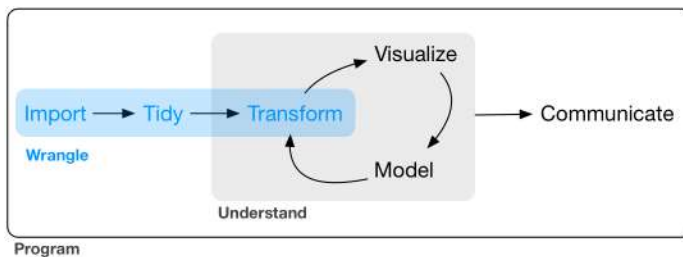 Visualize
Import Tidy Transform Communicate
Wrangle
Model
Understand
Program